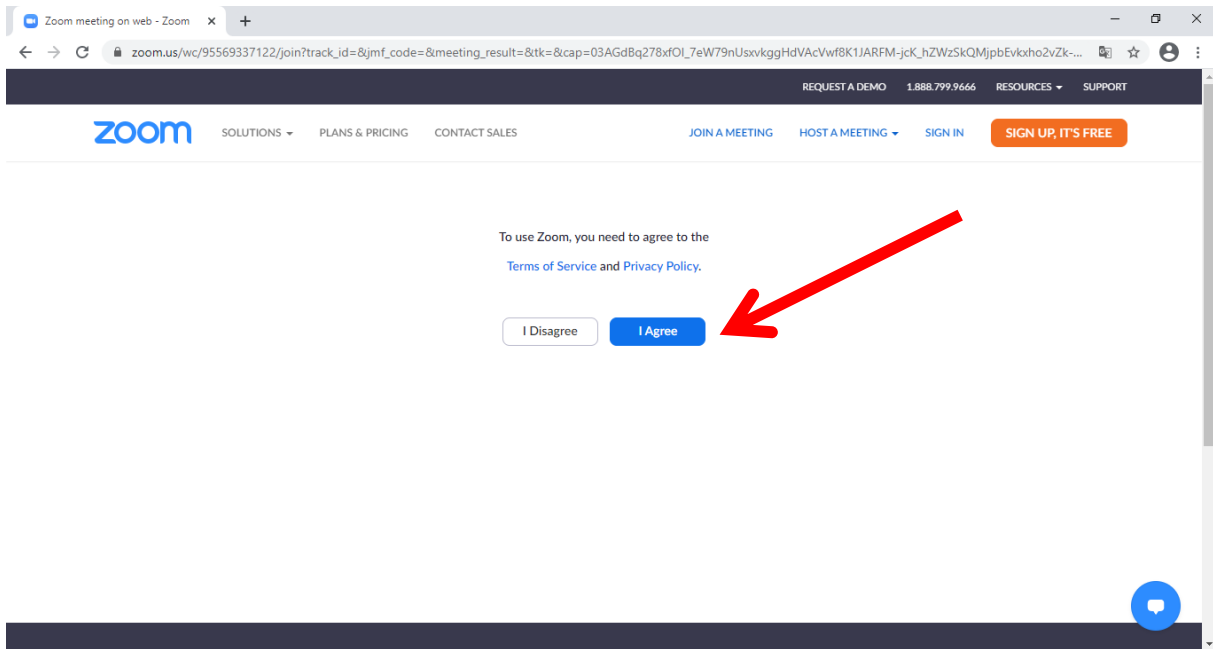 Zoom meeting on web - Zoom
zoom.us/wc/95569337122/join?track_id=&jmf_code=&meeting_result=&tk=&cap=03AGdBq278xfOI_7eW79nUsxvkggHdVAcVwf8K1JARFM-jcK_hZWzSkQMjpbEvkxho2vZk-...
REQUEST A DEMO 1.888.799.9666 RESOURCES SUPPORT
zoom SOLUTIONS PLANS & PRICING CONTACT SALES JOIN A MEETING HOST A MEETING SIGN IN SIGN UP, IT'S FREE
To use Zoom, you need to agree to the
Terms of Service and Privacy Policy.
I Disagree I Agree